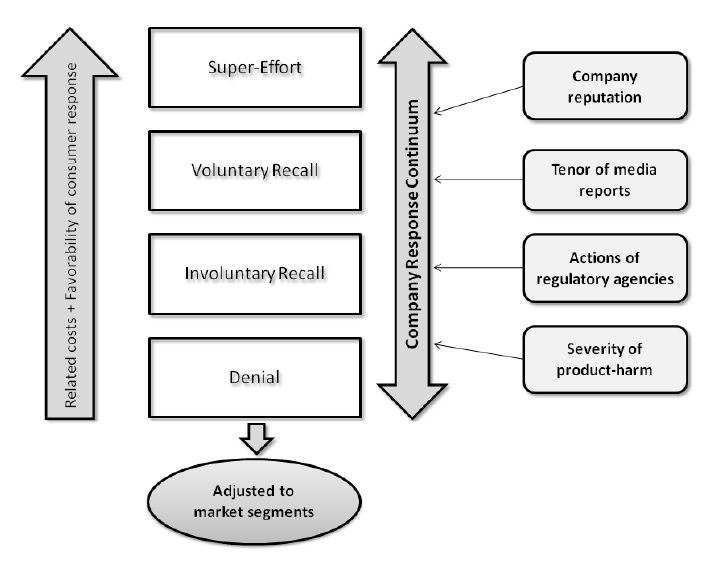 Related costs + Favorability of consumer response
Super-Effort
Voluntary Recall
Involuntary Recall
Denial
Adjusted to
market segments
Company Response Continuum
Company
reputation
Tenor of media
reports
Actions of
regulatory agencies
Severity of
product-harm